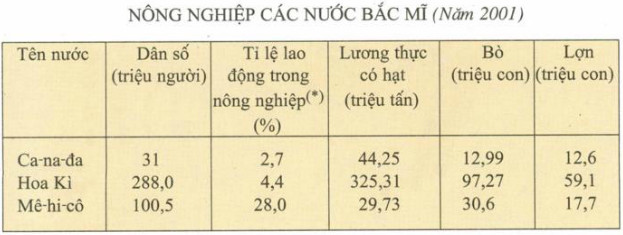 NÔNG NGHIỆP CÁC NƯỚC BẮC MĨ (Năm 2001)
Tên nước Dân số Tỉ lệ lao Lương thực Bò Lợn
(triệu người) động trong có hạt (triệu con) (triệu con)
nông nghiệp(*) (triệu tấn)
(%)
Ca-na-đa 31 2,7 44,25 12,99 12,6
Hoa Kì 288,0 4,4 325,31 97,27 59,1
Mê-hi-cô 100,5 28,0 29,73 30,6 17,7